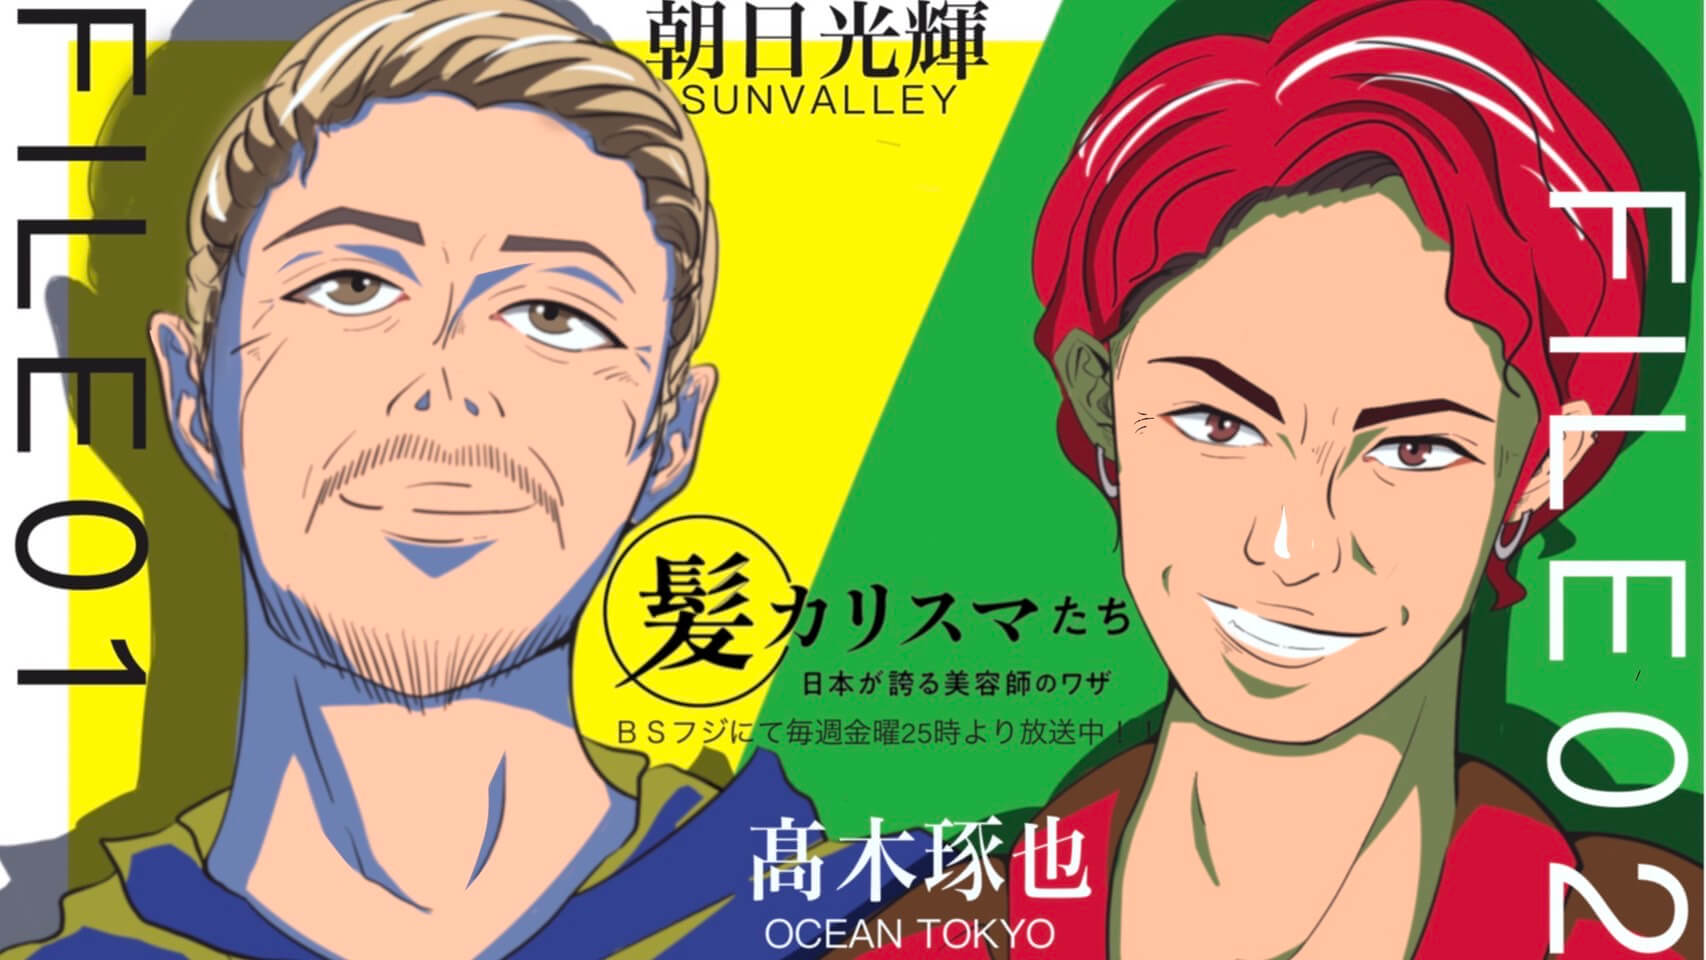 FILE01
朝日光輝
SUNVALLEY
髪カリスマたち
日本が誇る美容師のワザ
BSフジにて毎週金曜25時より放送中！！
髙木琢也
OCEAN TOKYO
FILE02